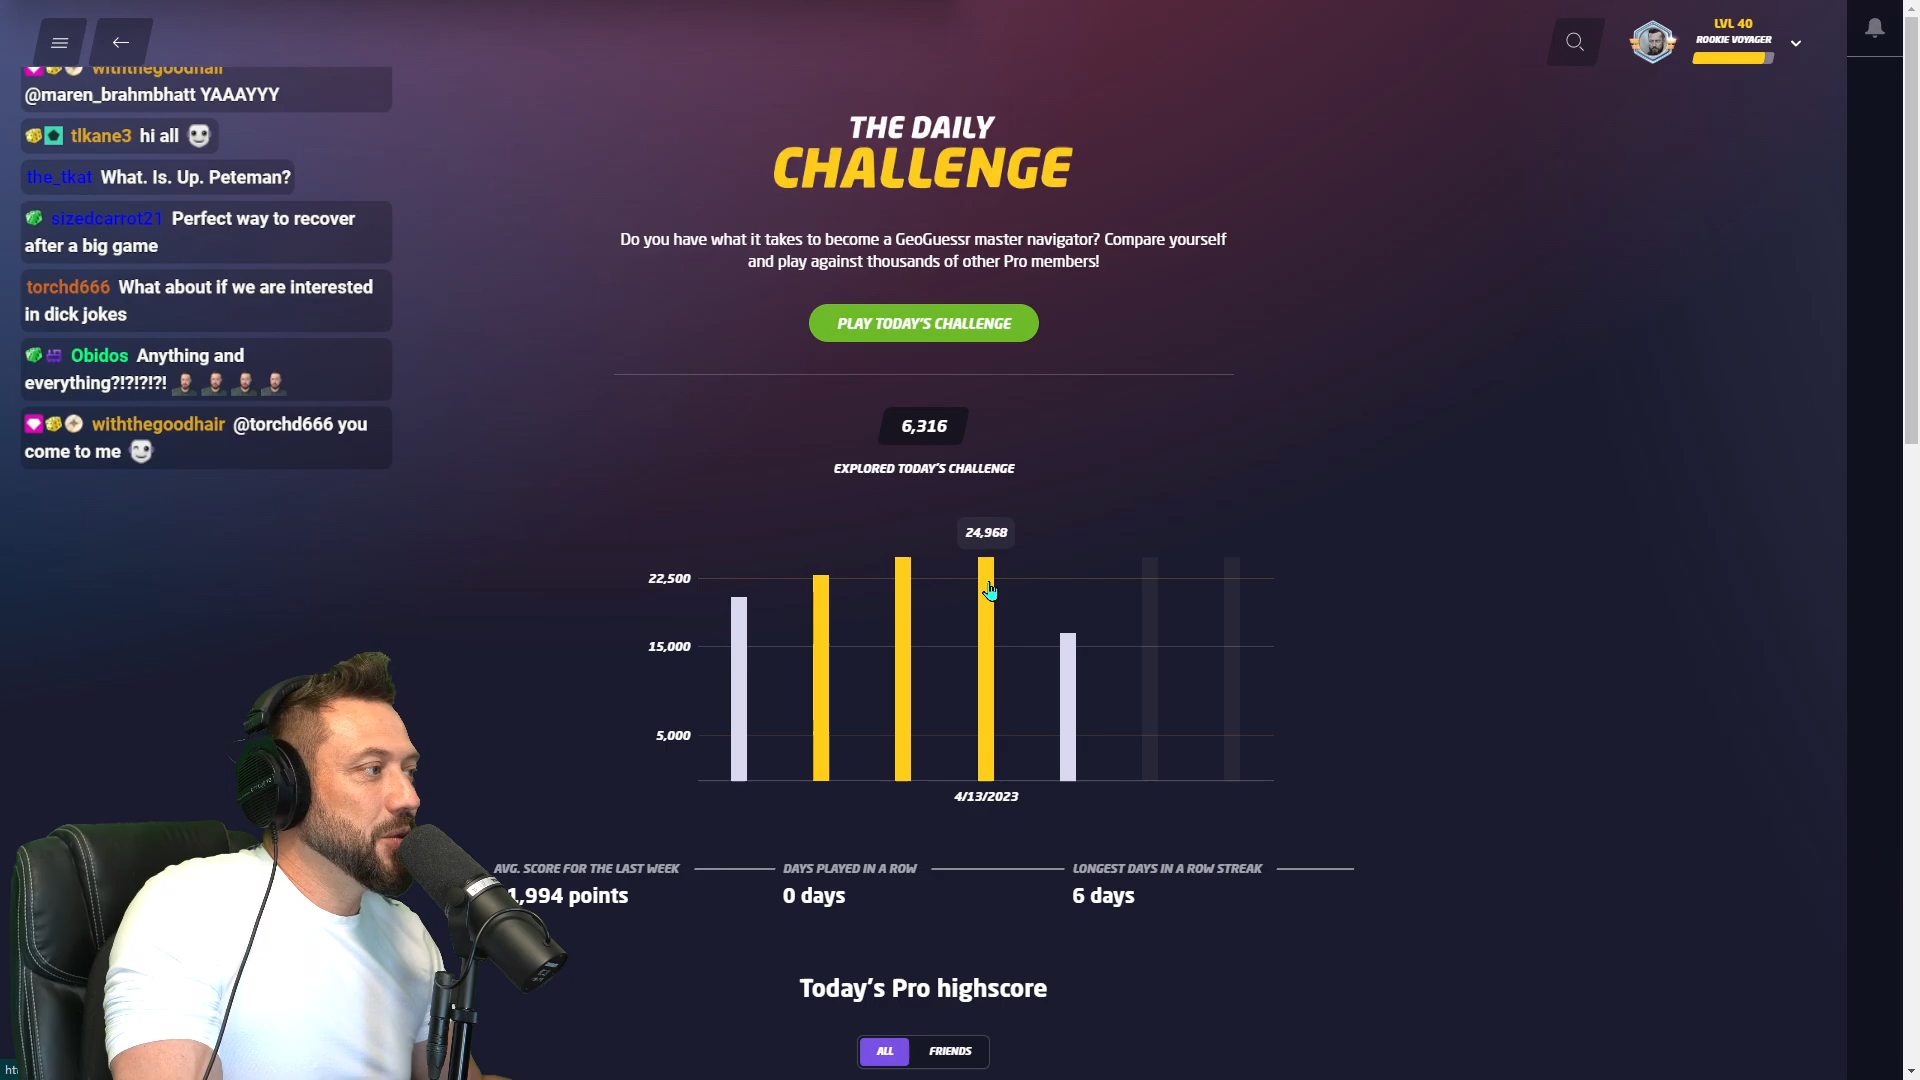 LVL 40
ROOKIE VOYAGER
withthegoodhair
@maren_brahmbhatt YAAAYYY
tlkane3 hi all
the_tkat What. Is. Up. Peteman?
sizedcarrot21 Perfect way to recover
after a big game
torchd666 What about if we are interested
in dick jokes
Obidos Anything and
everything?!?!?!?!
withthegoodhair @torchd666 you
come to me
THE DAILY
CHALLENGE
Do you have what it takes to become a GeoGuessr master navigator? Compare yourself
and play against thousands of other Pro members!
PLAY TODAY'S CHALLENGE
6,316
EXPLORED TODAY'S CHALLENGE
24,968
22,500
15,000
5,000
4/13/2023
AVG. SCORE FOR THE LAST WEEK
points
DAYS PLAYED IN A ROW
0 days
LONGEST DAYS IN A ROW STREAK
6 days
Today's Pro highscore
ALL
FRIENDS